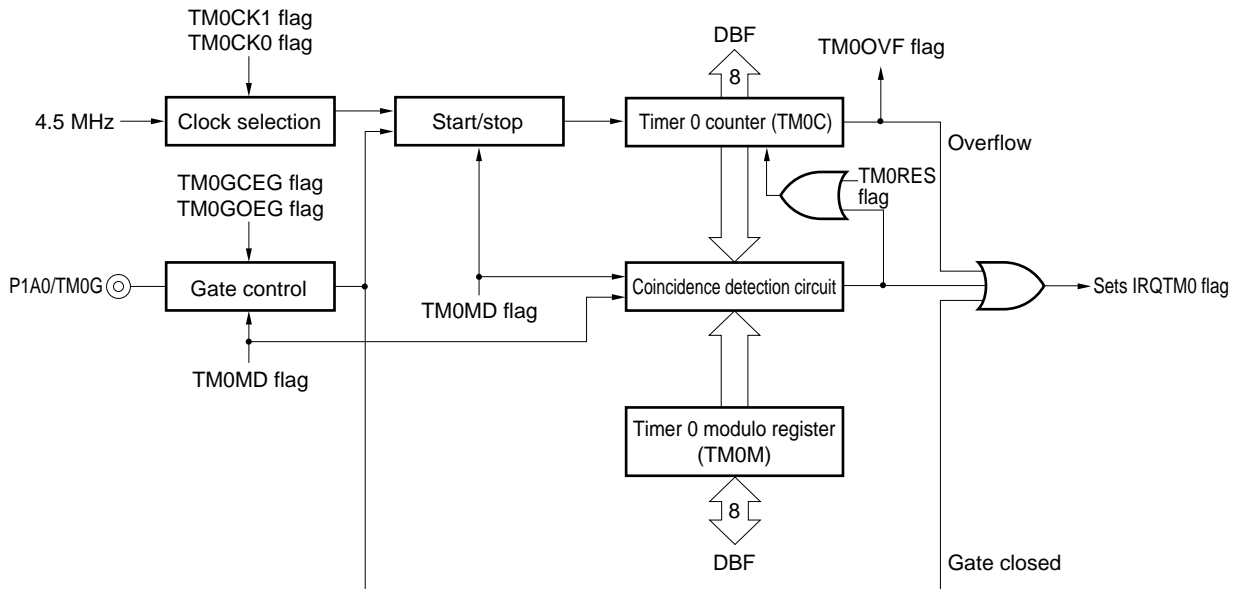 TM0CK1 flag
TM0CK0 flag
DBF
8
TM0OVF flag
4.5 MHz
Clock selection
Start/stop
Timer 0 counter (TM0C)
Overflow
TM0GCEG flag
TM0GOEG flag
TM0RES
flag
P1A0/TM0G
Gate control
TM0MD flag
Coincidence detection circuit
Sets IRQTM0 flag
TM0MD flag
Timer 0 modulo register
(TM0M)
8
DBF
Gate closed